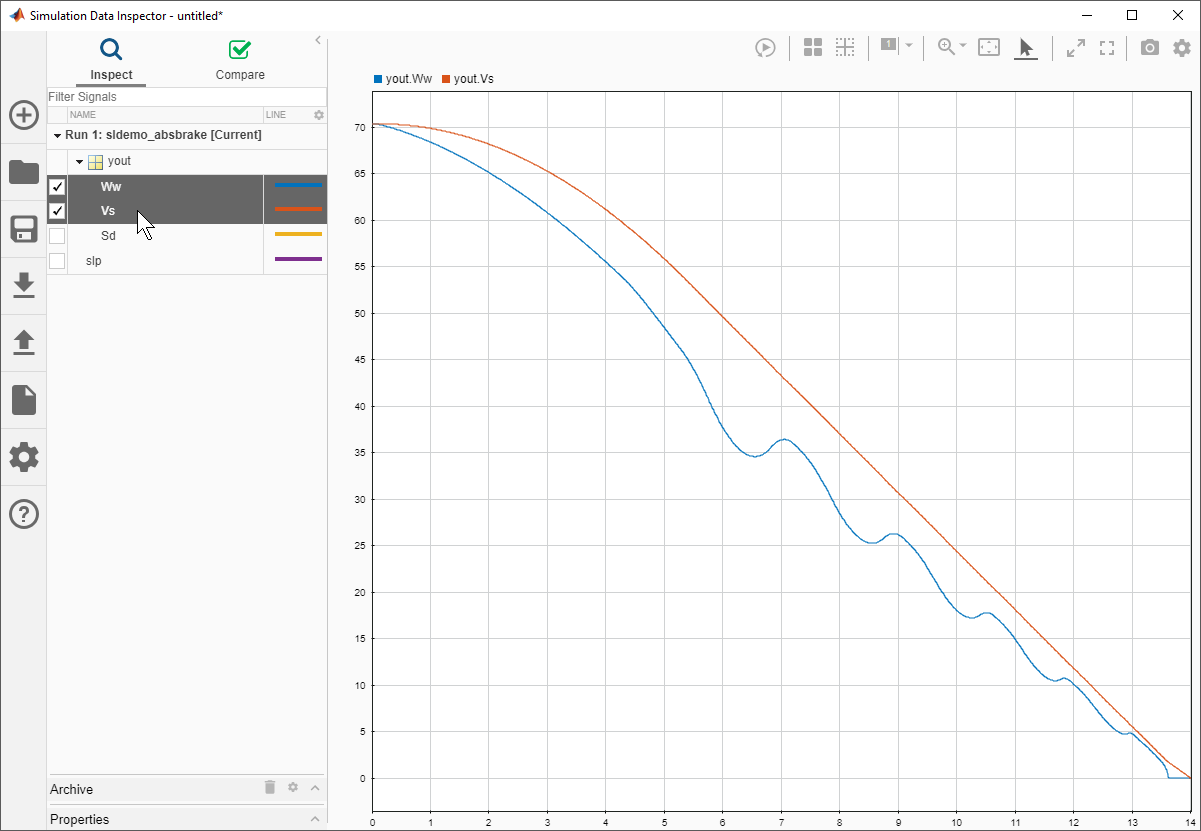 Simulation Data Inspector - untitled*
Inspect
Compare
Filter Signals
NAME
LINE
Run 1: sldemo_absbrake [Current]
yout
Ww
Vs
Sd
slp
Archive
Properties
1
yout.Ww yout.Vs
70
65
60
55
50
45
40
35
30
25
20
15
10
5
0
0 1 2 3 4 5 6 7 8 9 10 11 12 13 14